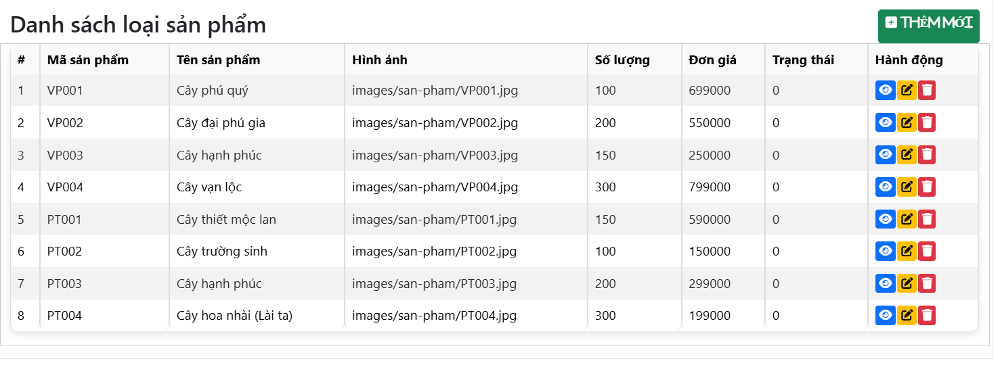 Danh sách loại sản phẩm
THÊM MỚI
# Mã sản phẩm Tên sản phẩm Hình ảnh Số lượng Đơn giá Trạng thái Hành động
1 VP001 Cây phú quý images/san-pham/VP001.jpg 100 699000 0
2 VP002 Cây đại phú gia images/san-pham/VP002.jpg 200 550000 0
3 VP003 Cây hạnh phúc images/san-pham/VP003.jpg 150 250000 0
4 VP004 Cây vạn lộc images/san-pham/VP004.jpg 300 799000 0
5 PT001 Cây thiết mộc lan images/san-pham/PT001.jpg 150 590000 0
6 PT002 Cây trường sinh images/san-pham/PT002.jpg 100 150000 0
7 PT003 Cây hạnh phúc images/san-pham/PT003.jpg 200 299000 0
8 PT004 Cây hoa nhài (Lài ta) images/san-pham/PT004.jpg 300 199000 0